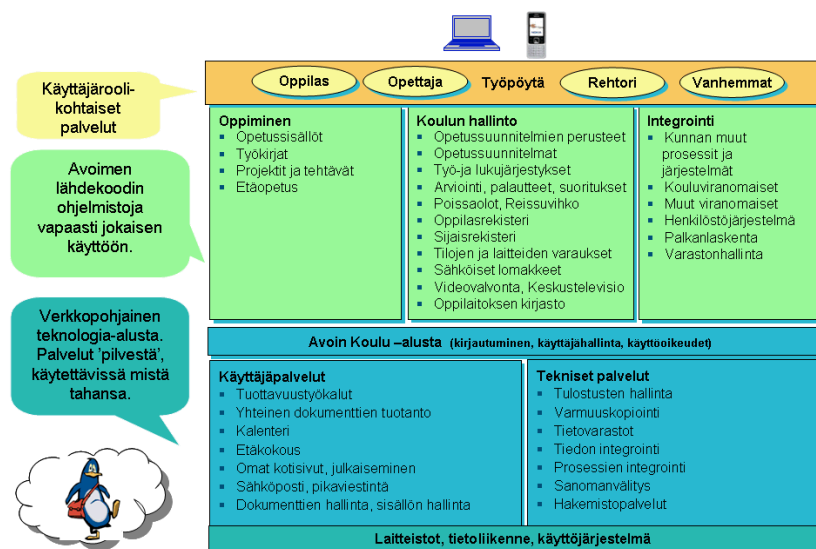 Käyttäjärooli-
kohtaiset
palvelut
Oppilas
Opettaja
Työpöytä
Rehtori
Vanhemmat
Avoimen
lähdekoodin
ohjelmistoja
vapaasti jokaisen
käyttöön.
Oppiminen
Opetussisällöt
Työkirjat
Projektit ja tehtävät
Etäopetus
Koulun hallinto
Opetussuunnitelmien perusteet
Opetussuunnitelmat
Työ-ja lukujärjestykset
Arviointi, palautteet, suoritukset
Poissaolot, Reissuvihko
Oppilasrekisteri
Sijaisrekisteri
Tilojen ja laitteiden varaukset
Sähköiset lomakkeet
Videovalvonta, Keskustelevisio
Oppilaitoksen kirjasto
Integrointi
Kunnan muut
prosessit ja
järjestelmät
Kouluviranomaiset
Muut viranomaiset
Henkilöstöjärjestelmä
Palkanlaskenta
Varastonhallinta
Verkkopohjainen
teknologia-alusta.
Palvelut 'pilvestä',
käytettävissä mistä
tahansa.
Avoin Koulu –alusta (kirjautuminen, käyttäjähallinta, käyttöoikeudet)
Käyttäjäpalvelut
Tuottavuustyökalut
Yhteinen dokumenttien tuotanto
Kalenteri
Etäkokous
Omat kotisivut, julkaiseminen
Sähköposti, pikaviestintä
Dokumenttien hallinta, sisällön hallinta
Tekniset palvelut
Tulostusten hallinta
Varmuuskopiointi
Tietovarastot
Tiedon integrointi
Prosessien integrointi
Sanomanvälitys
Hakemistopalvelut
Laitteistot, tietoliikenne, käyttöjärjestelmä